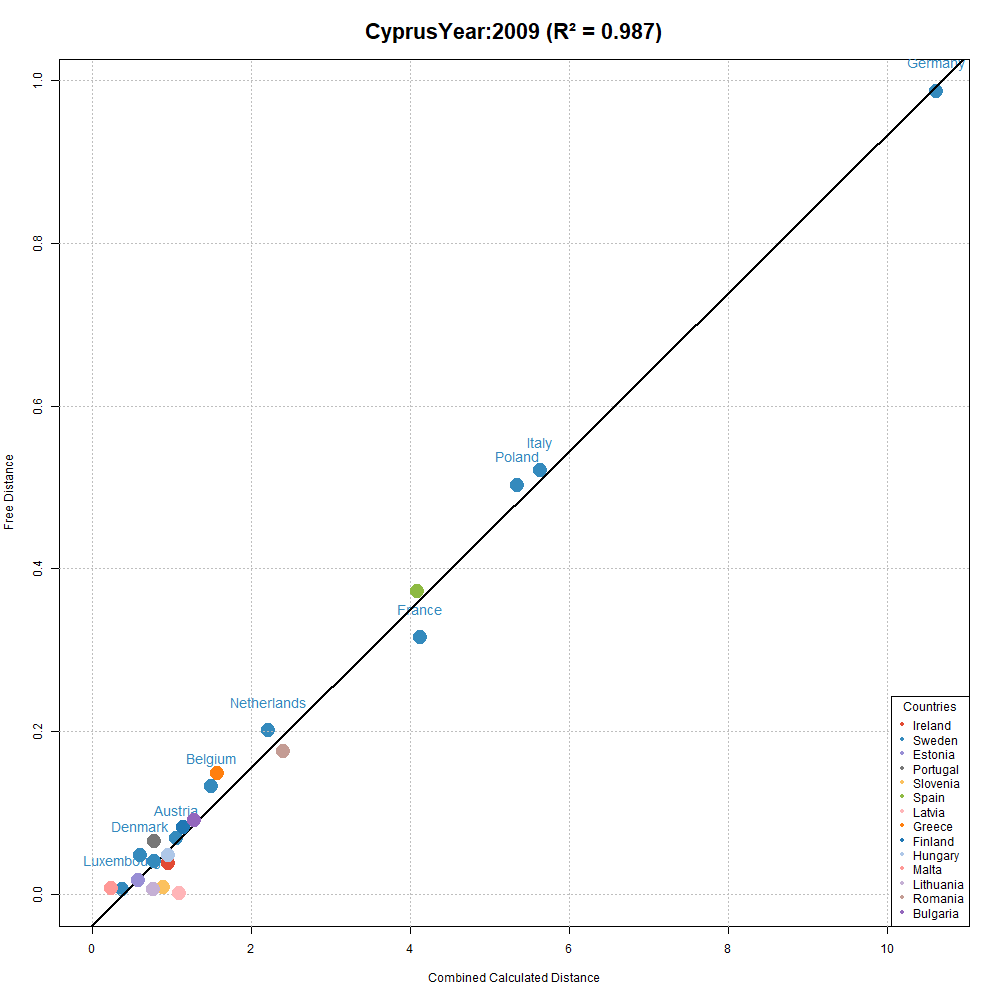 CyprusYear:2009 (R² = 0.987)
Germany
1.0
0.8
0.6
Italy
Poland
Free Distance
0.4
France
Netherlands
0.2
Belgium
Austria
Denmark
Luxembourg
0.0
Countries
Ireland
Sweden
Estonia
Portugal
Slovenia
Spain
Latvia
Greece
Finland
Hungary
Malta
Lithuania
Romania
Bulgaria
0 2 4 6 8 10
Combined Calculated Distance